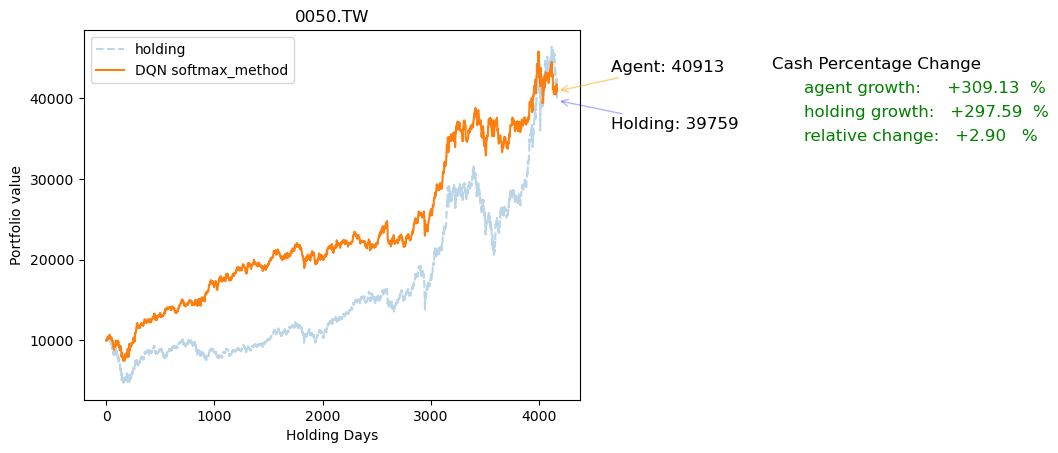 0050.TW
holding
DQN softmax_method
Agent: 40913
Holding: 39759
Cash Percentage Change
agent growth: +309.13 %
holding growth: +297.59 %
relative change: +2.90 %
Portfolio value
40000
30000
20000
10000
0 1000 2000 3000 4000
Holding Days